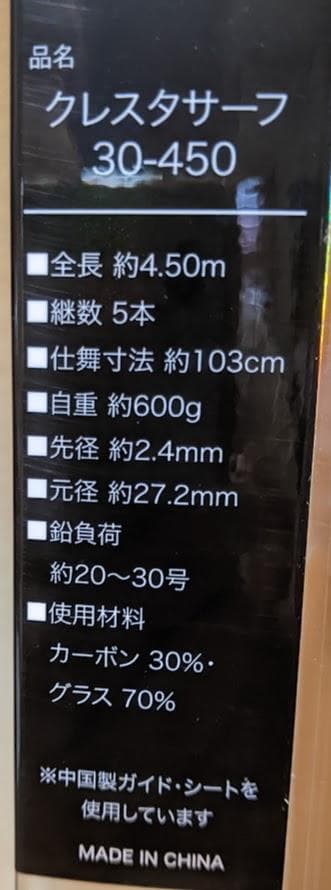 品名
クレスタサーフ
30-450
■全長 約4.50m
■継数 5本
■仕舞寸法 約103cm
■自重 約600g
■先径 約2.4mm
■元径 約27.2mm
■鉛負荷
約20～30号
■使用材料
カーボン 30%・
グラス 70%
※中国製ガイド・シートを
使用しています
MADE IN CHINA